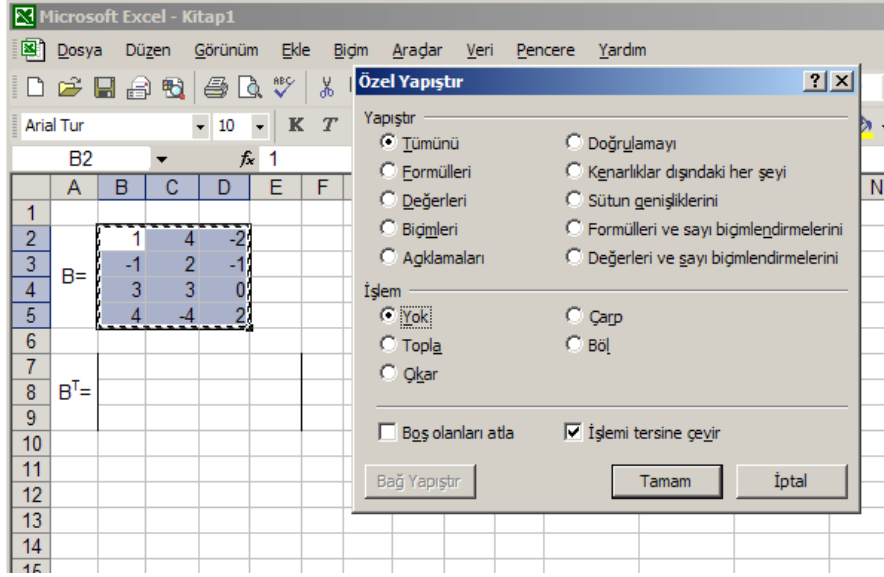 Microsoft Excel - Kitap1
Dosya Düzen Görünüm Ekle Biçim Araçlar Veri Pencere Yardım
ABC
Arial Tur 10 K T
B2 fx 1
A B C D E F N
1
2 1 4 -2
3 -1 2 -1
B=
4 3 3 0
5 4 -4 2
6
7
8 Bᵀ=
9
10
11
12
13
14
15
Özel Yapıştır
Yapıştır
Tümünü Doğrulamayı
Formülleri Kenarlıklar dışındaki her şeyi
Değerleri Sütun genişliklerini
Biçimleri Formülleri ve sayı biçimlendirmelerini
Açıklamaları Değerleri ve sayı biçimlendirmelerini
İşlem
Yok Çarp
Topla Böl
Çıkar
Boş olanları atla İşlemi tersine çevir
Bağ Yapıştır Tamam İptal